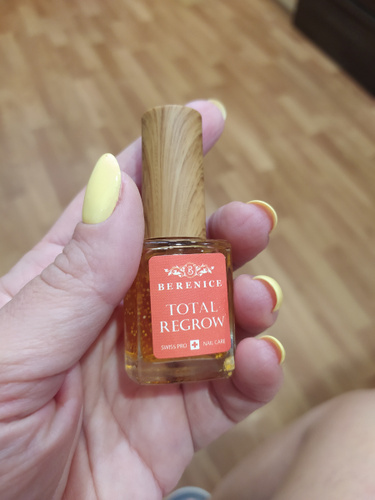 BERENICE
TOTAL
REGROW
SWISS PRO NAIL CARE